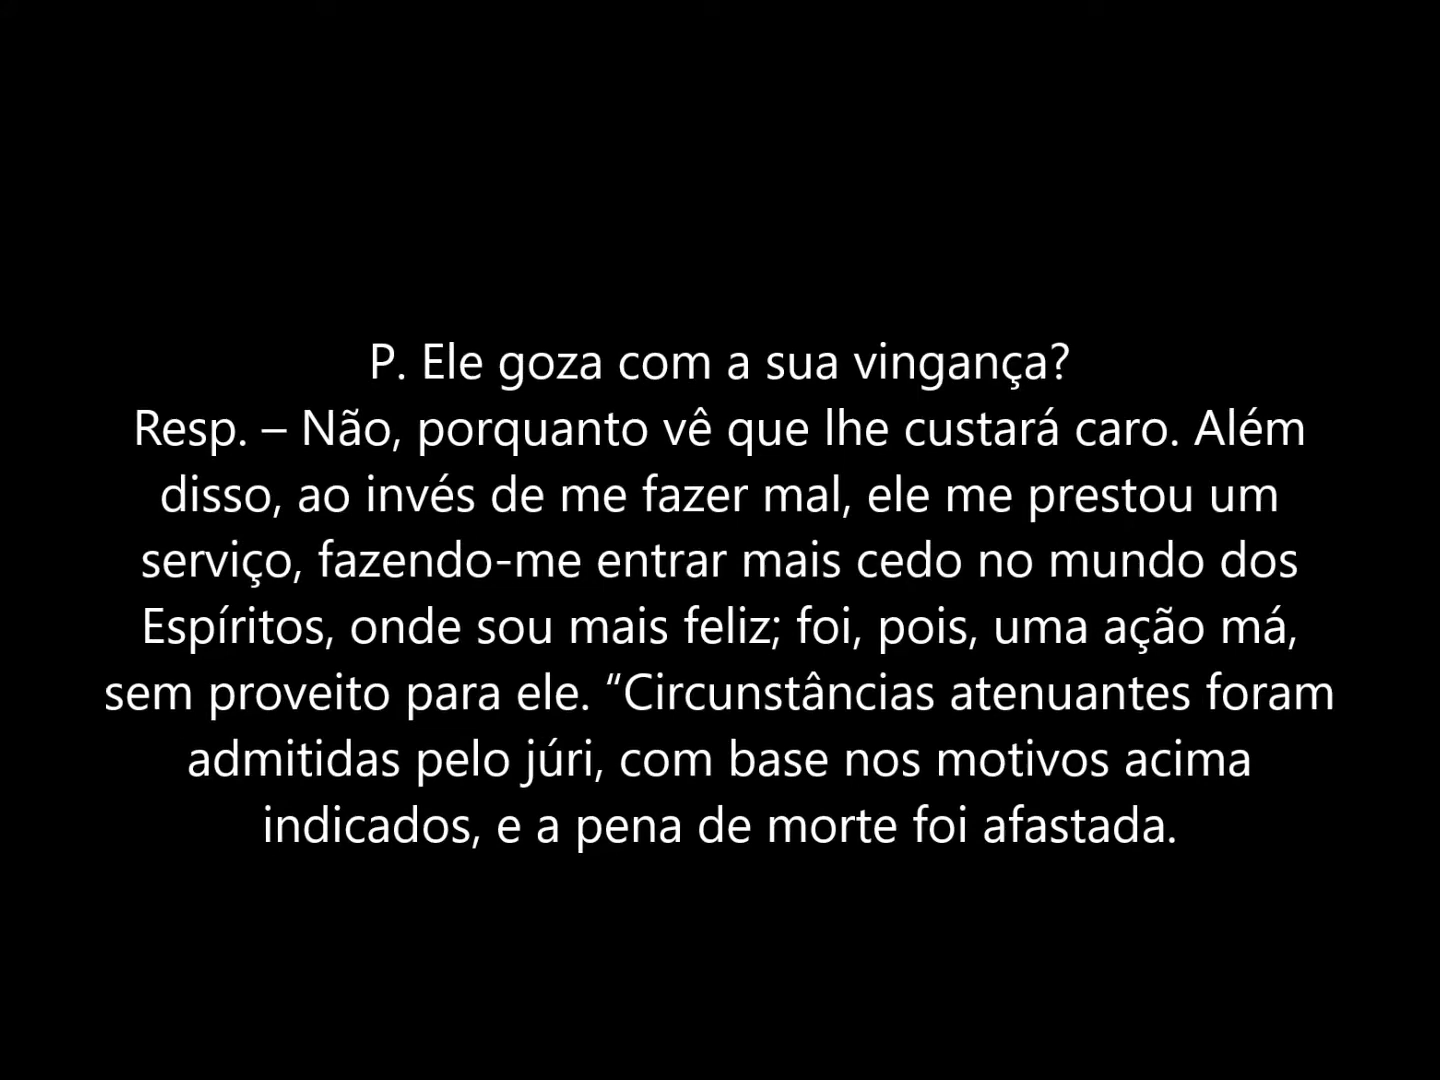 P. Ele goza com a sua vingança?
Resp. – Não, porquanto vê que lhe custará caro. Além
disso, ao invés de me fazer mal, ele me prestou um
serviço, fazendo-me entrar mais cedo no mundo dos
Espíritos, onde sou mais feliz; foi, pois, uma ação má,
sem proveito para ele. “Circunstâncias atenuantes foram
admitidas pelo júri, com base nos motivos acima
indicados, e a pena de morte foi afastada.